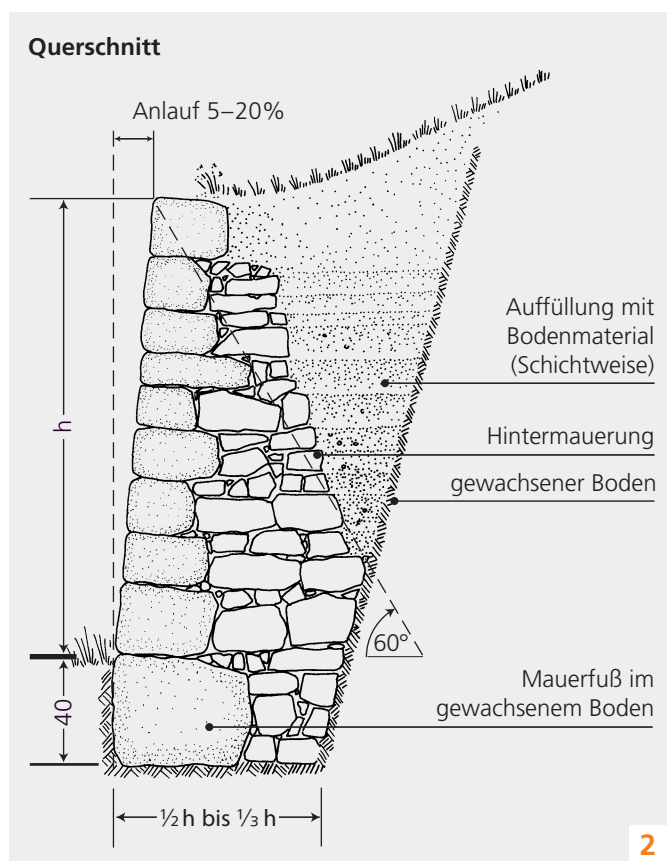 Querschnitt
Anlauf 5–20%
h
Auffüllung mit
Bodenmaterial
(Schichtweise)
Hintermauerung
gewachsener Boden
60°
40
Mauerfuß im
gewachsenem Boden
½ h bis ⅓ h
2